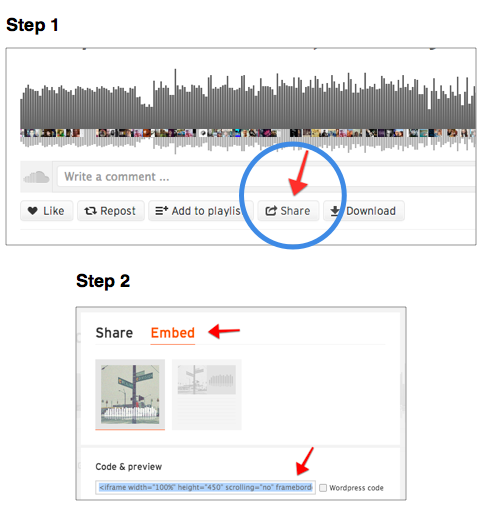 Step 1
Write a comment ...
Like Repost Add to playlis Share Download
Step 2
Share Embed
Code & preview
<iframe width="100%" height="450" scrolling="no" framebord
Wordpress code